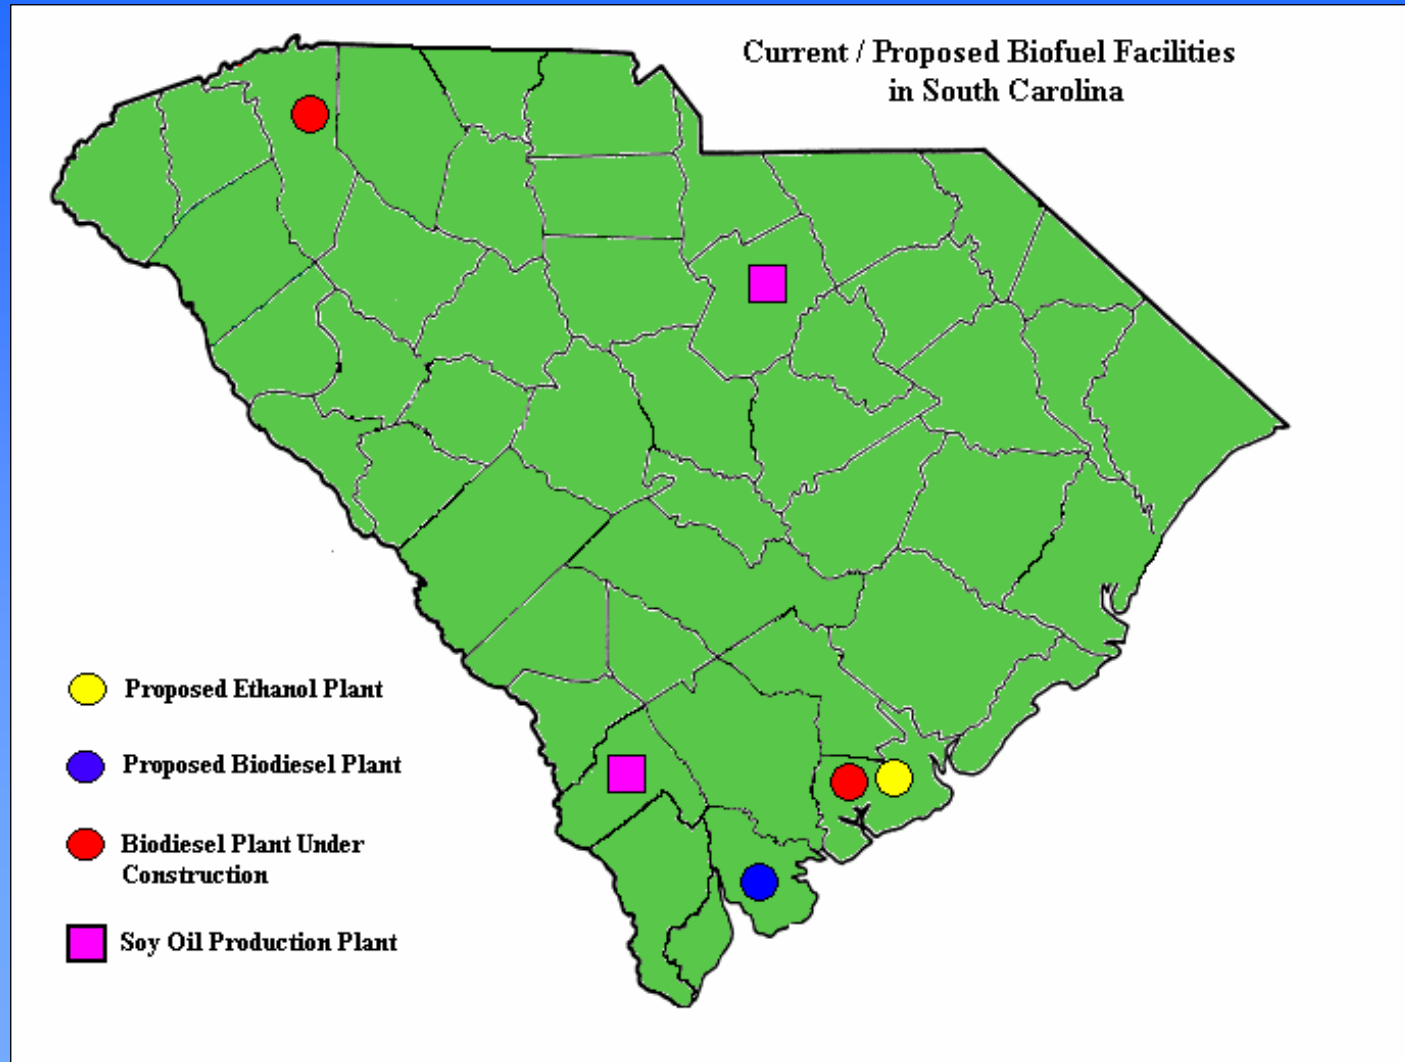 Current / Proposed Biofuel Facilities
in South Carolina
Proposed Ethanol Plant
Proposed Biodiesel Plant
Biodiesel Plant Under
Construction
Soy Oil Production Plant